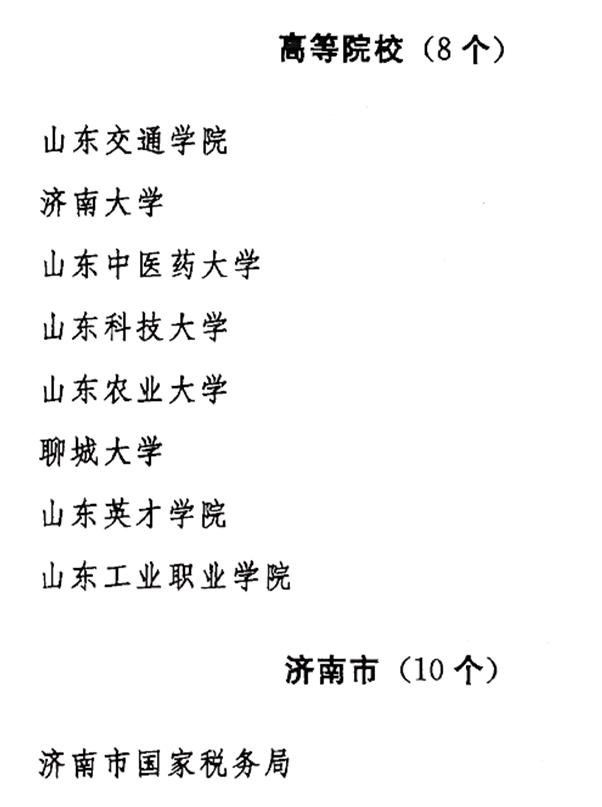 高等院校（8个）
山东交通学院
济南大学
山东中医药大学
山东科技大学
山东农业大学
聊城大学
山东英才学院
山东工业职业学院
济南市（10个）
济南市国家税务局